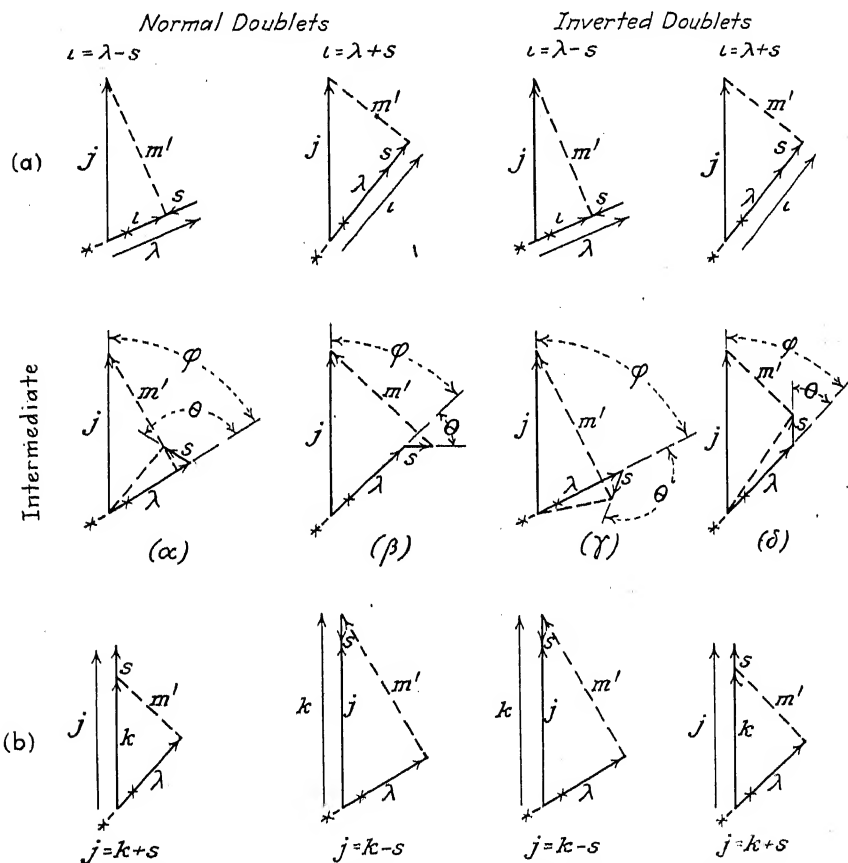 Normal Doublets Inverted Doublets
ι=λ-s ι=λ+s ι=λ-s ι=λ+s
(a) j m' s ι λ j m' s λ ι j m' s ι λ j m' s λ ι
Intermediate
φ φ φ φ
j m' θ s λ j m' θ s λ j m' λ s θ j m' θ s λ
(α) (β) (γ) (δ)
(b) j s m' k λ k s m' j λ k s m' j λ j s m' k λ
j=k+s j=k-s j=k-s j=k+s